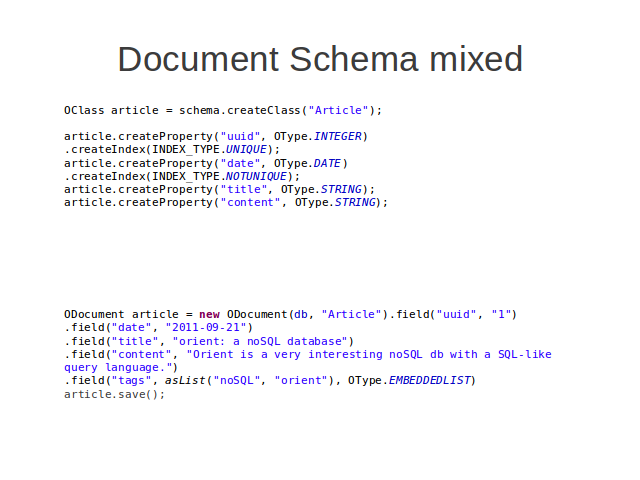 Document Schema mixed
OClass article = schema.createClass("Article");
article.createProperty("uuid", OType.INTEGER)
.createIndex(INDEX_TYPE.UNIQUE);
article.createProperty("date", OType.DATE)
.createIndex(INDEX_TYPE.NOTUNIQUE);
article.createProperty("title", OType.STRING);
article.createProperty("content", OType.STRING);
ODocument article = new ODocument(db, "Article").field("uuid", "1")
.field("date", "2011-09-21")
.field("title", "orient: a noSQL database")
.field("content", "Orient is a very interesting noSQL db with a SQL-like
query language.")
.field("tags", asList("noSQL", "orient"), OType.EMBEDDEDLIST)
article.save();